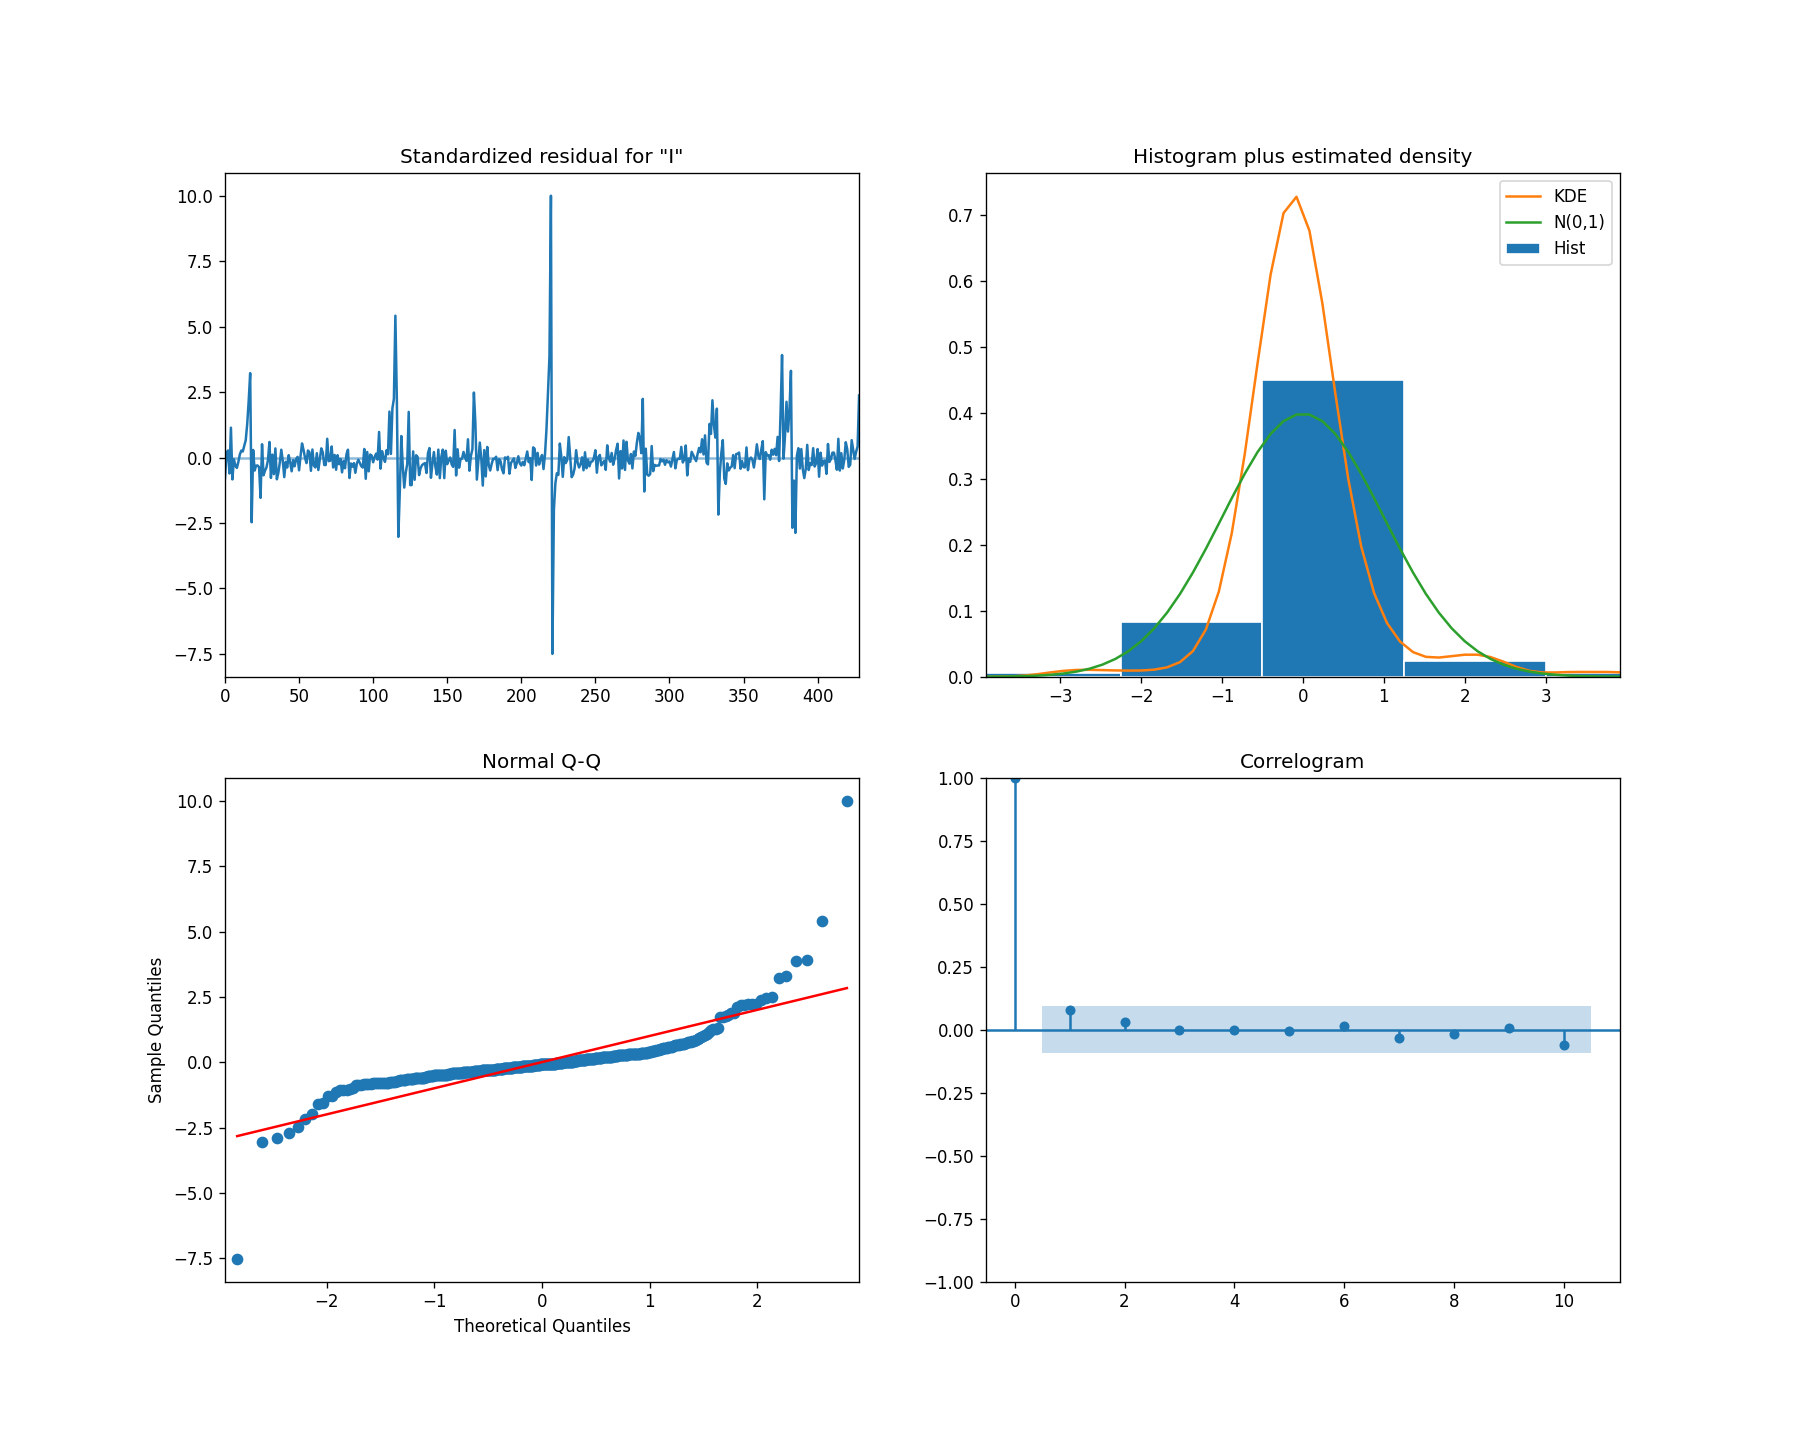 Standardized residual for "I"
10.0
7.5
5.0
2.5
0.0
−2.5
−5.0
−7.5
0 50 100 150 200 250 300 350 400
Histogram plus estimated density
KDE
N(0,1)
Hist
0.7
0.6
0.5
0.4
0.3
0.2
0.1
0.0
−3 −2 −1 0 1 2 3
Normal Q-Q
Sample Quantiles
10.0
7.5
5.0
2.5
0.0
−2.5
−5.0
−7.5
−2 −1 0 1 2
Theoretical Quantiles
Correlogram
1.00
0.75
0.50
0.25
0.00
−0.25
−0.50
−0.75
−1.00
0 2 4 6 8 10